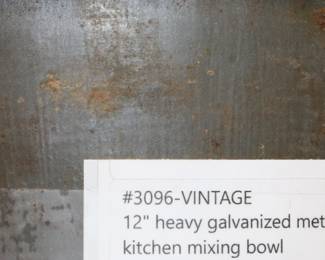 #3096-VINTAGE
12" heavy galvanized met
kitchen mixing bowl